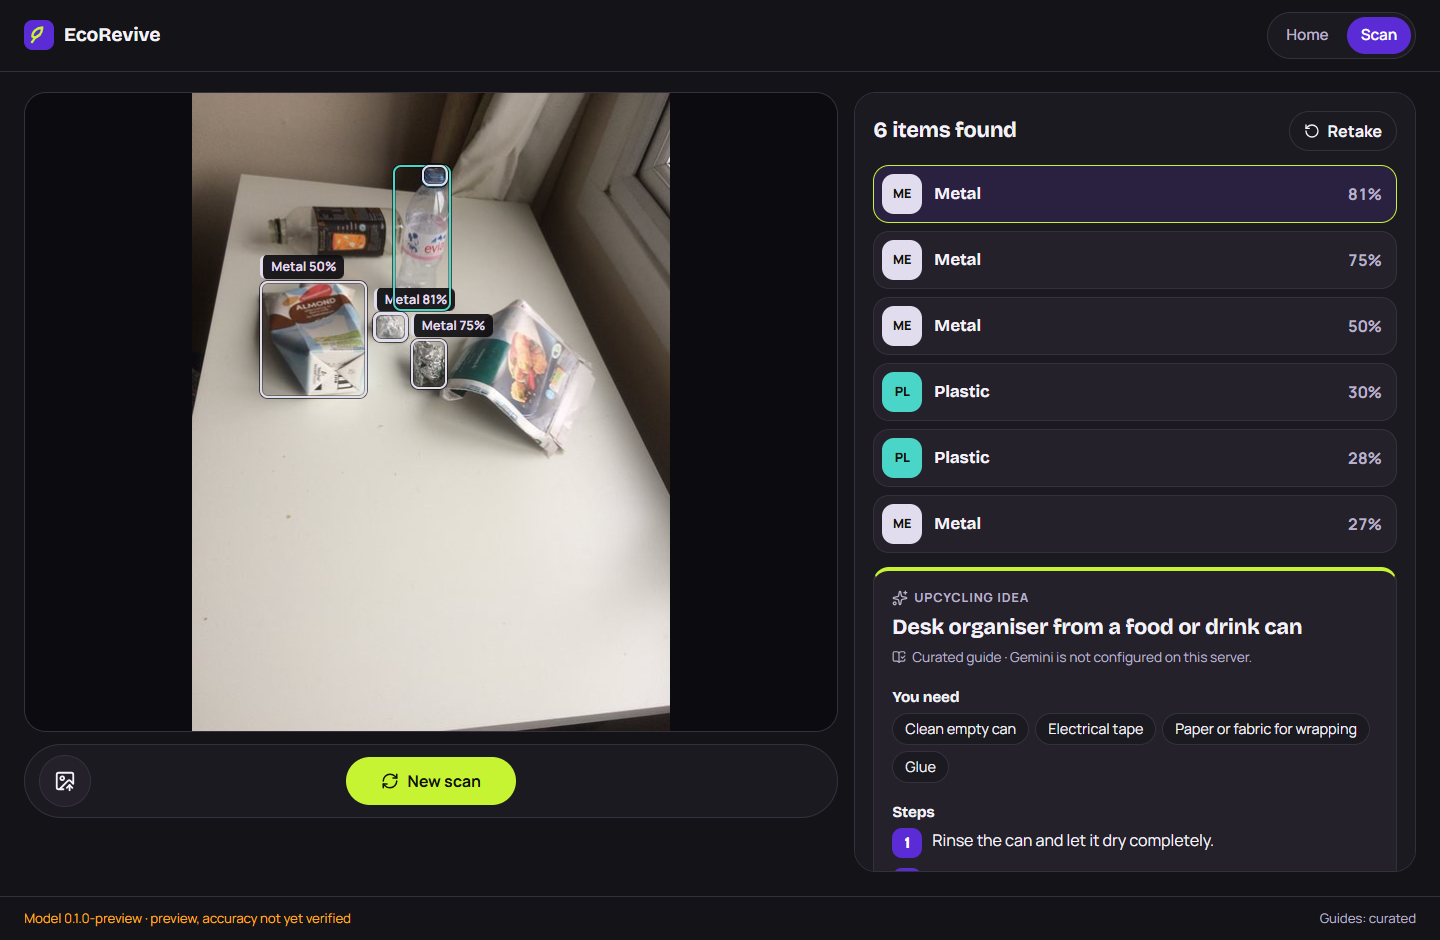 EcoRevive
Home
Scan
Metal 50%
Metal 81%
Metal 75%
ALMOND
evia
6 items found
Retake
ME Metal 81%
ME Metal 75%
ME Metal 50%
PL Plastic 30%
PL Plastic 28%
ME Metal 27%
UPCYCLING IDEA
Desk organiser from a food or drink can
Curated guide · Gemini is not configured on this server.
You need
Clean empty can
Electrical tape
Paper or fabric for wrapping
Glue
Steps
1 Rinse the can and let it dry completely.
New scan
Model 0.1.0-preview · preview, accuracy not yet verified
Guides: curated